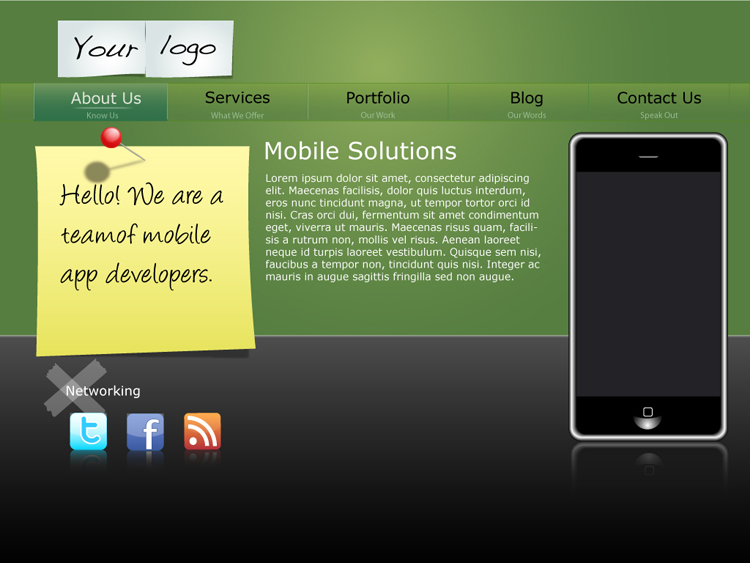 Your logo
About Us
Know Us
Services
What We Offer
Portfolio
Our Work
Blog
Our Words
Contact Us
Speak Out
Hello! We are a
teamof mobile
app developers.
Mobile Solutions
Lorem ipsum dolor sit amet, consectetur adipiscing
elit. Maecenas facilisis, dolor quis luctus interdum,
eros nunc tincidunt magna, ut tempor tortor orci id
nisi. Cras orci dui, fermentum sit amet condimentum
eget, viverra ut mauris. Maecenas risus quam, facili-
sis a rutrum non, mollis vel risus. Aenean laoreet
neque id turpis laoreet vestibulum. Quisque sem nisi,
faucibus a tempor non, tincidunt quis nisi. Integer ac
mauris in augue sagittis fringilla sed non augue.
Networking
t
f